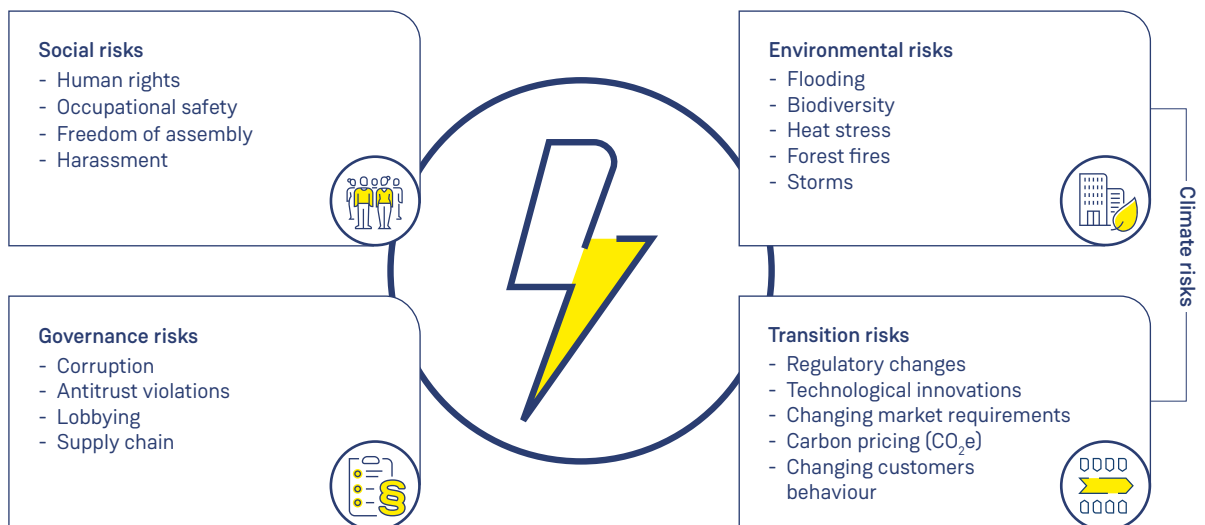 Social risks
- Human rights
- Occupational safety
- Freedom of assembly
- Harassment
Environmental risks
- Flooding
- Biodiversity
- Heat stress
- Forest fires
- Storms
Governance risks
- Corruption
- Antitrust violations
- Lobbying
- Supply chain
§
Transition risks
- Regulatory changes
- Technological innovations
- Changing market requirements
- Carbon pricing (CO₂e)
- Changing customers
behaviour
Climate risks